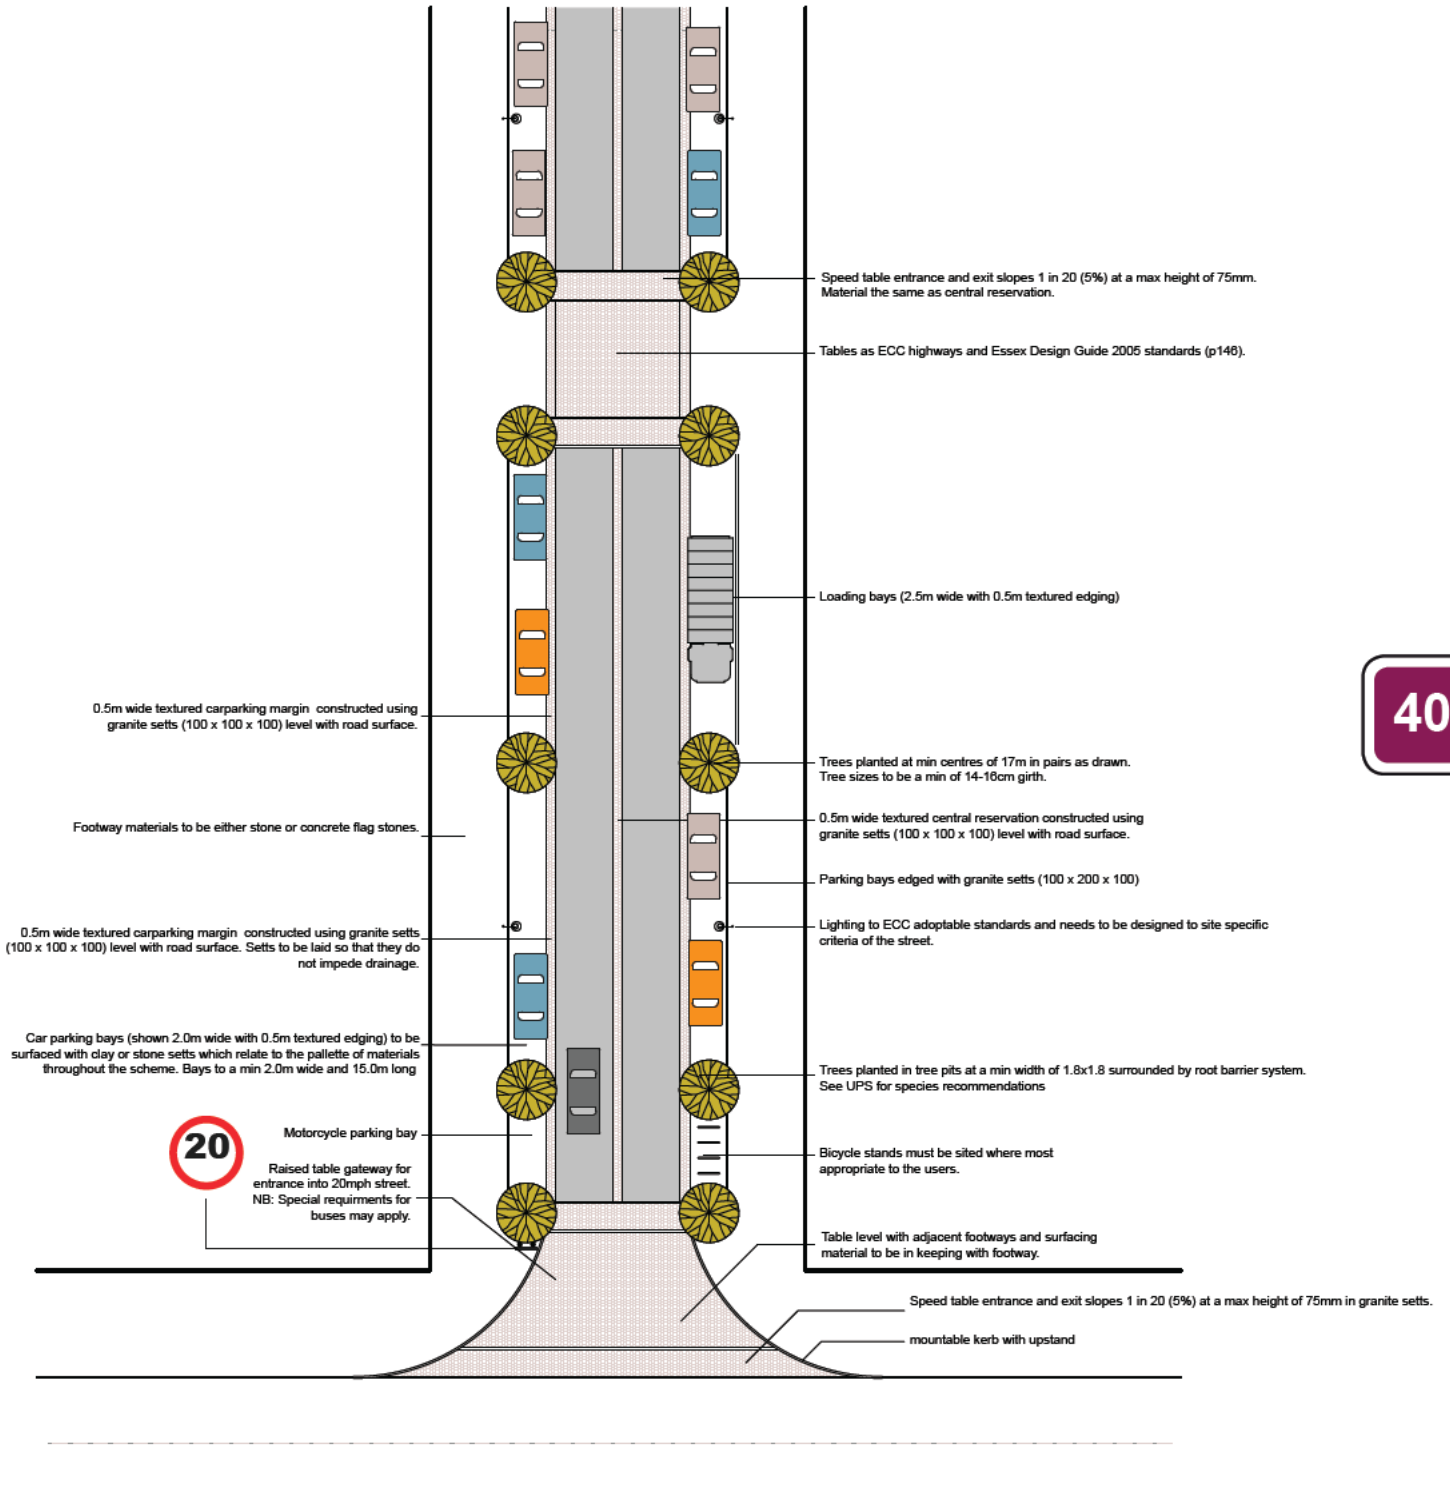 Speed table entrance and exit slopes 1 in 20 (5%) at a max height of 75mm.
Material the same as central reservation.
Tables as ECC highways and Essex Design Guide 2005 standards (p146).
Loading bays (2.5m wide with 0.5m textured edging)
0.5m wide textured carparking margin constructed using
granite setts (100 x 100 x 100) level with road surface.
40
Trees planted at min centres of 17m in pairs as drawn.
Tree sizes to be a min of 14-16cm girth.
Footway materials to be either stone or concrete flag stones.
0.5m wide textured central reservation constructed using
granite setts (100 x 100 x 100) level with road surface.
Parking bays edged with granite setts (100 x 200 x 100)
0.5m wide textured carparking margin constructed using granite setts
(100 x 100 x 100) level with road surface. Setts to be laid so that they do
not impede drainage.
Lighting to ECC adoptable standards and needs to be designed to site specific
criteria of the street.
Car parking bays (shown 2.0m wide with 0.5m textured edging) to be
surfaced with clay or stone setts which relate to the pallette of materials
throughout the scheme. Bays to a min 2.0m wide and 15.0m long
Trees planted in tree pits at a min width of 1.8x1.8 surrounded by root barrier system.
See UPS for species recommendations
20
Motorcycle parking bay
Bicycle stands must be sited where most
appropriate to the users.
Raised table gateway for
entrance into 20mph street.
NB: Special requirments for
buses may apply.
Table level with adjacent footways and surfacing
material to be in keeping with footway.
Speed table entrance and exit slopes 1 in 20 (5%) at a max height of 75mm in granite setts.
mountable kerb with upstand